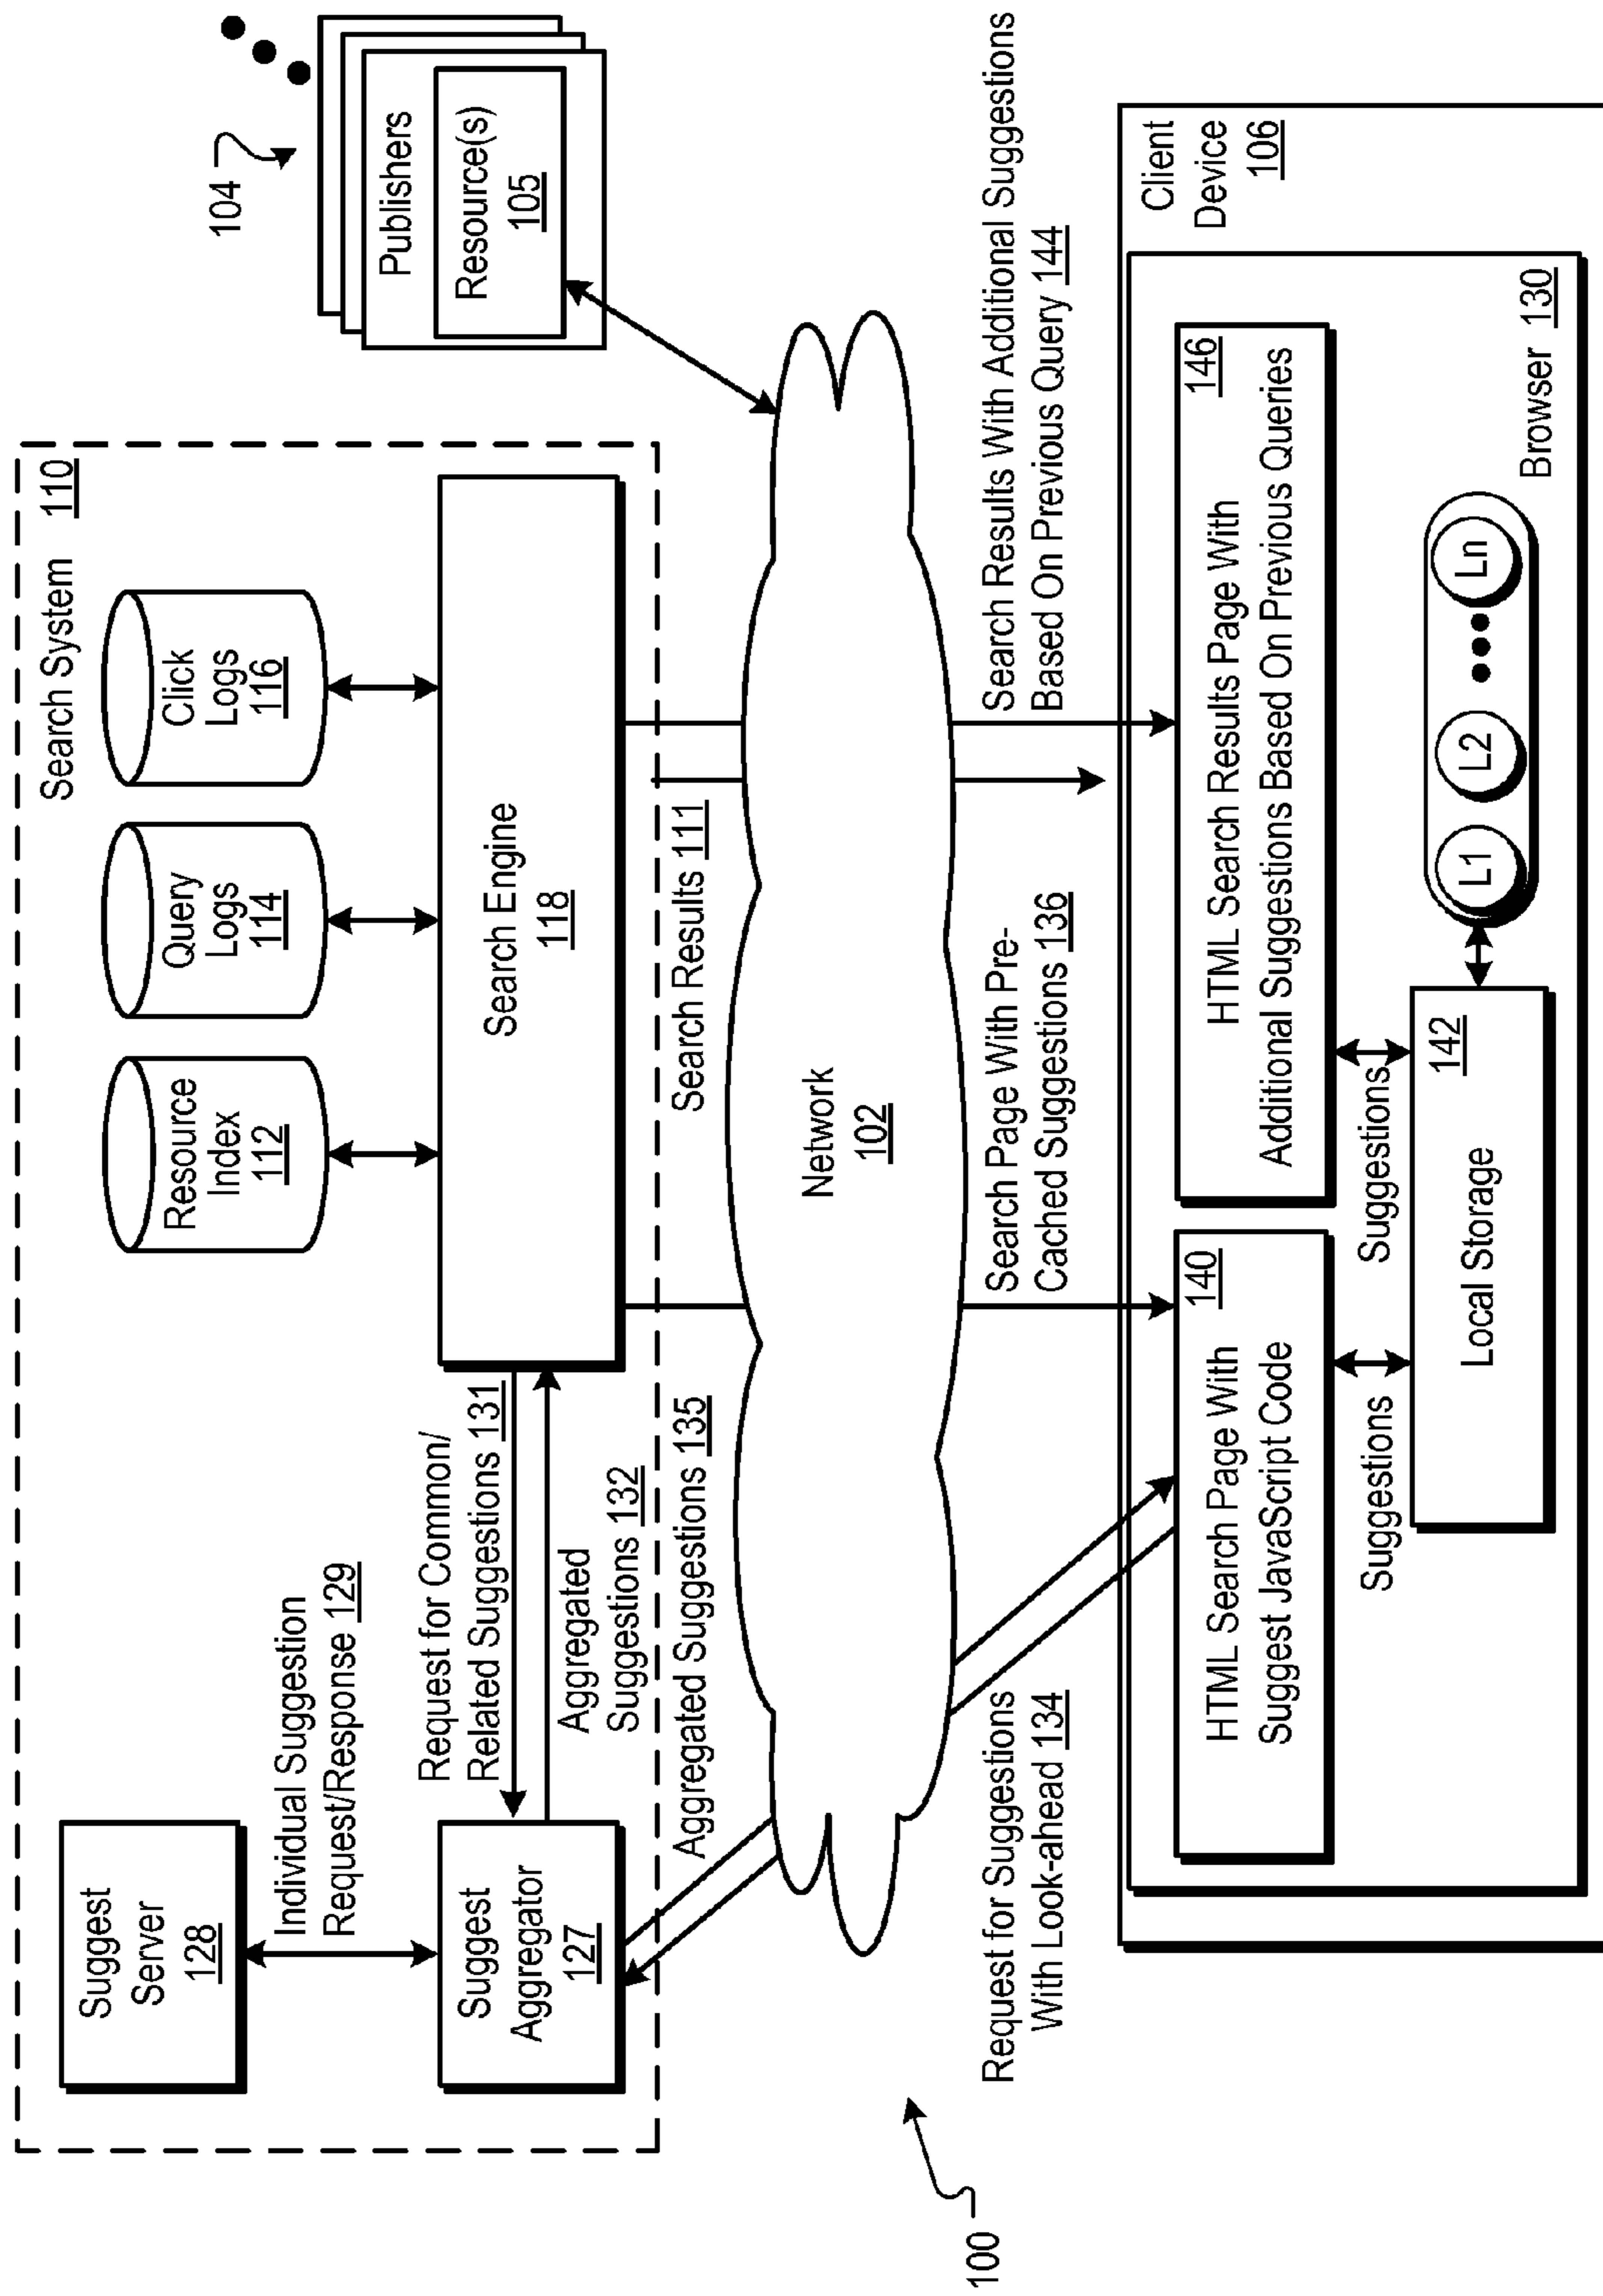 Search System 110
Suggest
Server
128
Individual Suggestion
Request/Response 129
Resource
Index
112
Query
Logs
114
Click
Logs
116
104
Publishers
Resource(s)
105
Suggest
Aggregator
127
Request for Common/
Related Suggestions 131
Aggregated
Suggestions 132
Search Engine
118
Aggregated Suggestions 135
Search Results 111
Network
102
100
Request for Suggestions
With Look-ahead 134
Search Page With Pre-
Cached Suggestions 136
Search Results With Additional Suggestions
Based On Previous Query 144
Client
Device
106
140
HTML Search Page With
Suggest JavaScript Code
146
HTML Search Results Page With
Additional Suggestions Based On Previous Queries
Suggestions
Suggestions
142
Local Storage
L1
L2
Ln
Browser 130